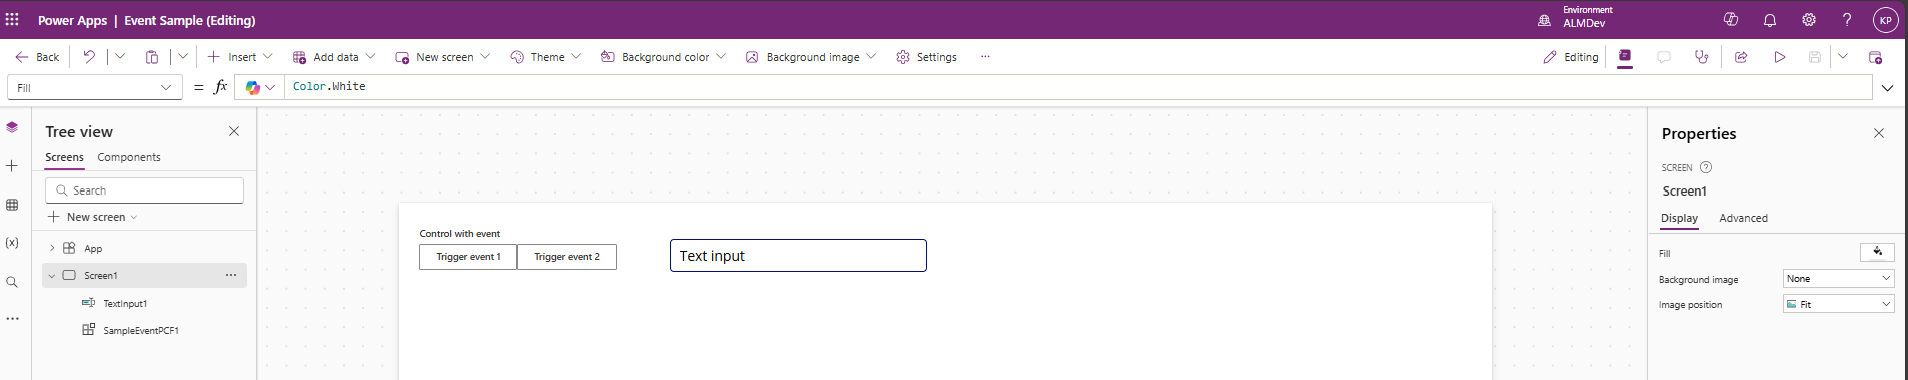 Power Apps | Event Sample (Editing)
Environment
ALMDev
KP
Back
Insert
Add data
New screen
Theme
Background color
Background image
Settings
...
Editing
Fill
= fx
Color.White
Tree view
Screens
Components
Search
New screen
App
Screen1
...
TextInput1
SampleEventPCF1
(x)
Control with event
Trigger event 1
Trigger event 2
Text input
Properties
SCREEN ?
Screen1
Display
Advanced
Fill
Background image
None
Image position
Fit